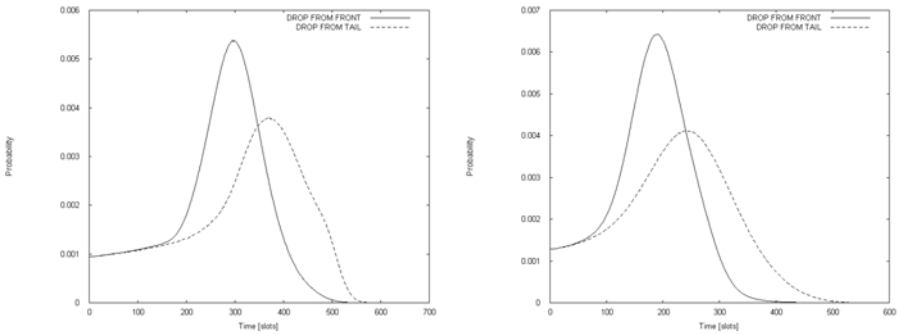 0.006
DROP FROM FRONT
DROP FROM TAIL
0.005
0.004
0.003
0.002
0.001
0
Probability
0 100 200 300 400 500 600 700
Time [slots]
0.007
DROP FROM FRONT
DROP FROM TAIL
0.006
0.005
0.004
0.003
0.002
0.001
0
Probability
0 100 200 300 400 500 600
Time [slots]